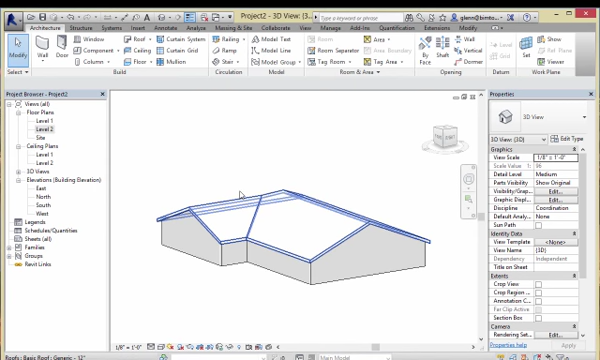 Project2 - 3D View: {3...
Type a keyword or phrase
glenn@bimto...
Architecture Structure Systems Insert Annotate Analyze Massing & Site Collaborate View Manage Add-Ins Quantification Extensions Modify
Modify Wall Door
Window
Component
Column
Roof
Ceiling
Floor
Curtain System
Curtain Grid
Mullion
Railing
Ramp
Stair
Model Text
Model Line
Model Group
Room
Room Separator
Tag Room
Area
Area Boundary
Tag Area
By Face
Shaft
Wall
Vertical
Dormer
Set
Show
Ref Plane
Viewer
Select Build Circulation Model Room & Area Opening Work Plane
Project Browser - Project2
Views (all)
Floor Plans
Level 1
Level 2
Site
Ceiling Plans
Level 1
Level 2
3D Views
Elevations (Building Elevation)
East
North
South
West
Legends
Schedules/Quantities
Sheets (all)
Families
Groups
Revit Links
Properties
3D View
3D View: {3D} Edit Type
Graphics
View Scale 1/8" = 1'-0"
Scale Value 1: 96
Detail Level Medium
Parts Visibility Show Original
Visibility/Grap... Edit...
Graphic Displ... Edit...
Discipline Coordination
Default Analy... None
Sun Path
Identity Data
View Template <None>
View Name {3D}
Dependency Independent
Title on Sheet
Extents
Crop View
Crop Region ...
Annotation C...
Far Clip Active
Section Box
Camera
Rendering Set... Edit...
Properties help Apply
1/8" = 1'-0"
Roofs : Basic Roof : Generic - 12"
Main Model